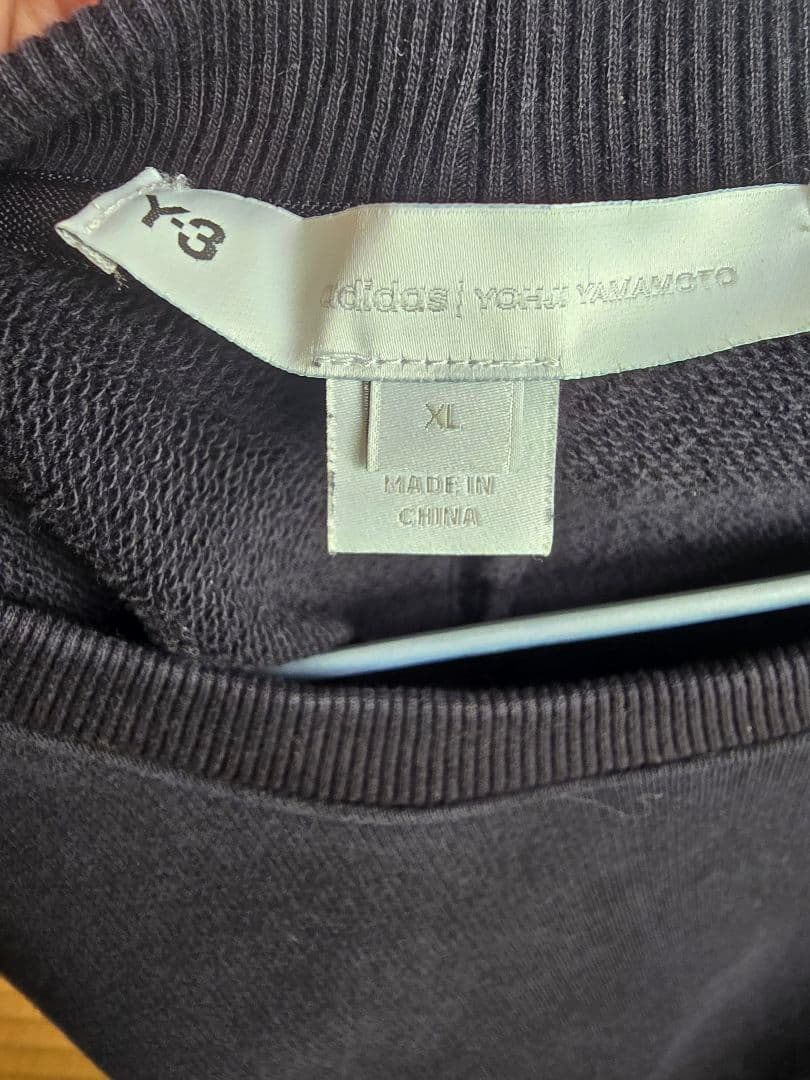 Y-3
adidas | YOHJI YAMAMOTO
XL
MADE IN
CHINA